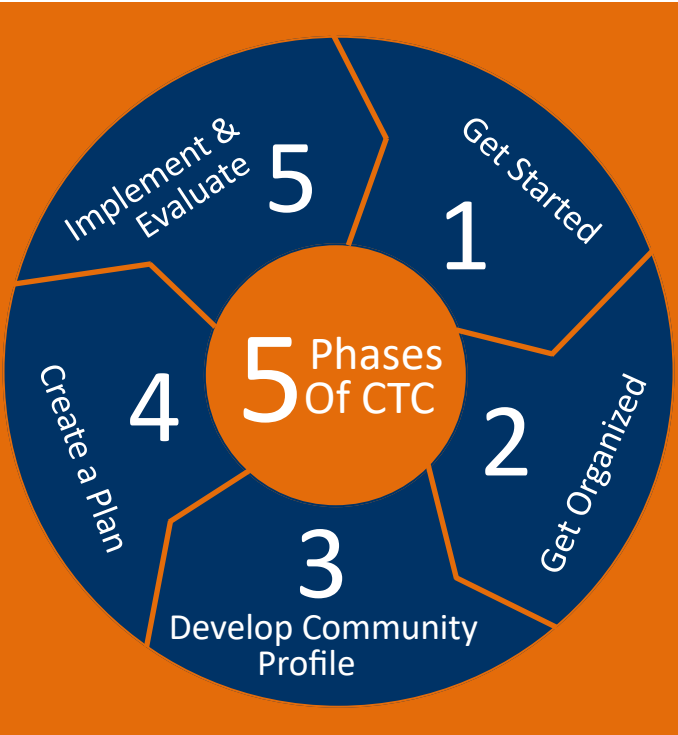 5 Phases
Of CTC
1
Get Started
2
Get Organized
3
Develop Community
Profile
4
Create a Plan
5
Implement &
Evaluate